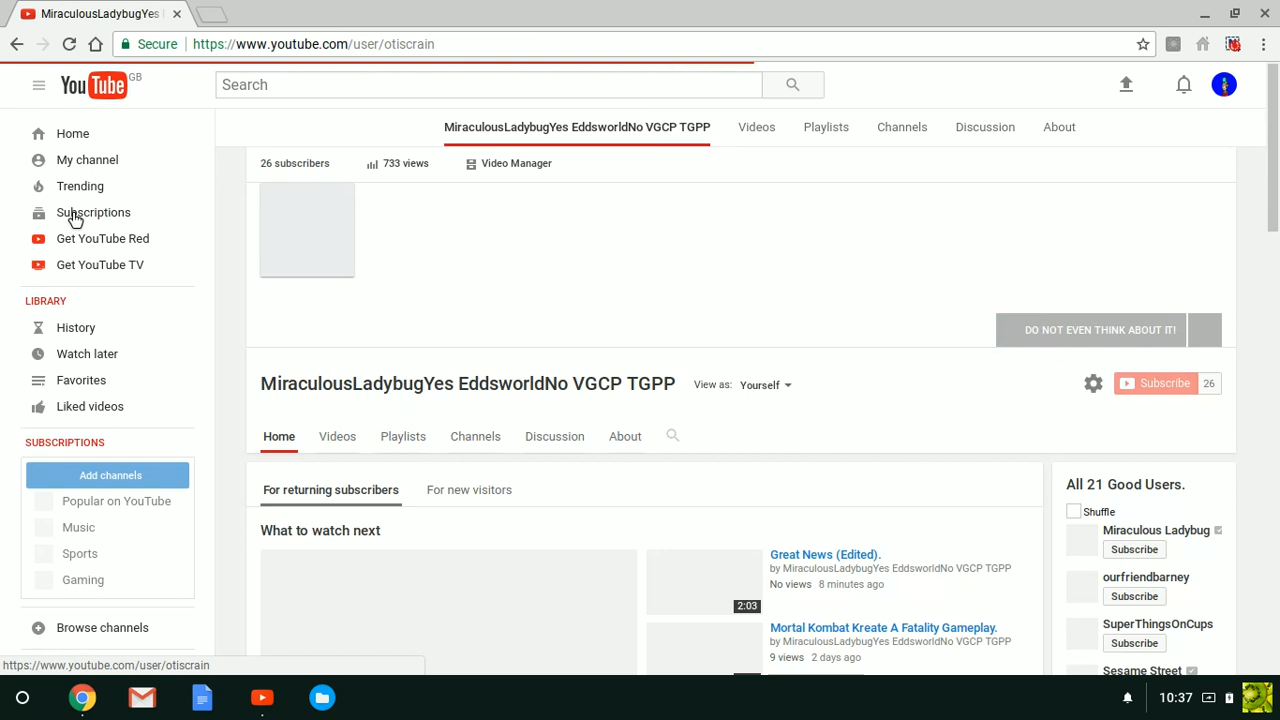 MiraculousLadybugYes
Secure https://www.youtube.com/user/otiscrain
YouTube GB
Search
Home
My channel
Trending
Subscriptions
Get YouTube Red
Get YouTube TV
LIBRARY
History
Watch later
Favorites
Liked videos
SUBSCRIPTIONS
Add channels
Popular on YouTube
Music
Sports
Gaming
Browse channels
https://www.youtube.com/user/otiscrain
MiraculousLadybugYes EddsworldNo VGCP TGPP Videos Playlists Channels Discussion About
26 subscribers 733 views Video Manager
DO NOT EVEN THINK ABOUT IT!
MiraculousLadybugYes EddsworldNo VGCP TGPP View as: Yourself Subscribe 26
Home Videos Playlists Channels Discussion About
For returning subscribers For new visitors
What to watch next
Great News (Edited).
by MiraculousLadybugYes EddsworldNo VGCP TGPP
No views 8 minutes ago
2:03
Mortal Kombat Kreate A Fatality Gameplay.
by MiraculousLadybugYes EddsworldNo VGCP TGPP
9 views 2 days ago
All 21 Good Users.
Shuffle
Miraculous Ladybug
Subscribe
ourfriendbarney
Subscribe
SuperThingsOnCups
Subscribe
Sesame Street
10:37